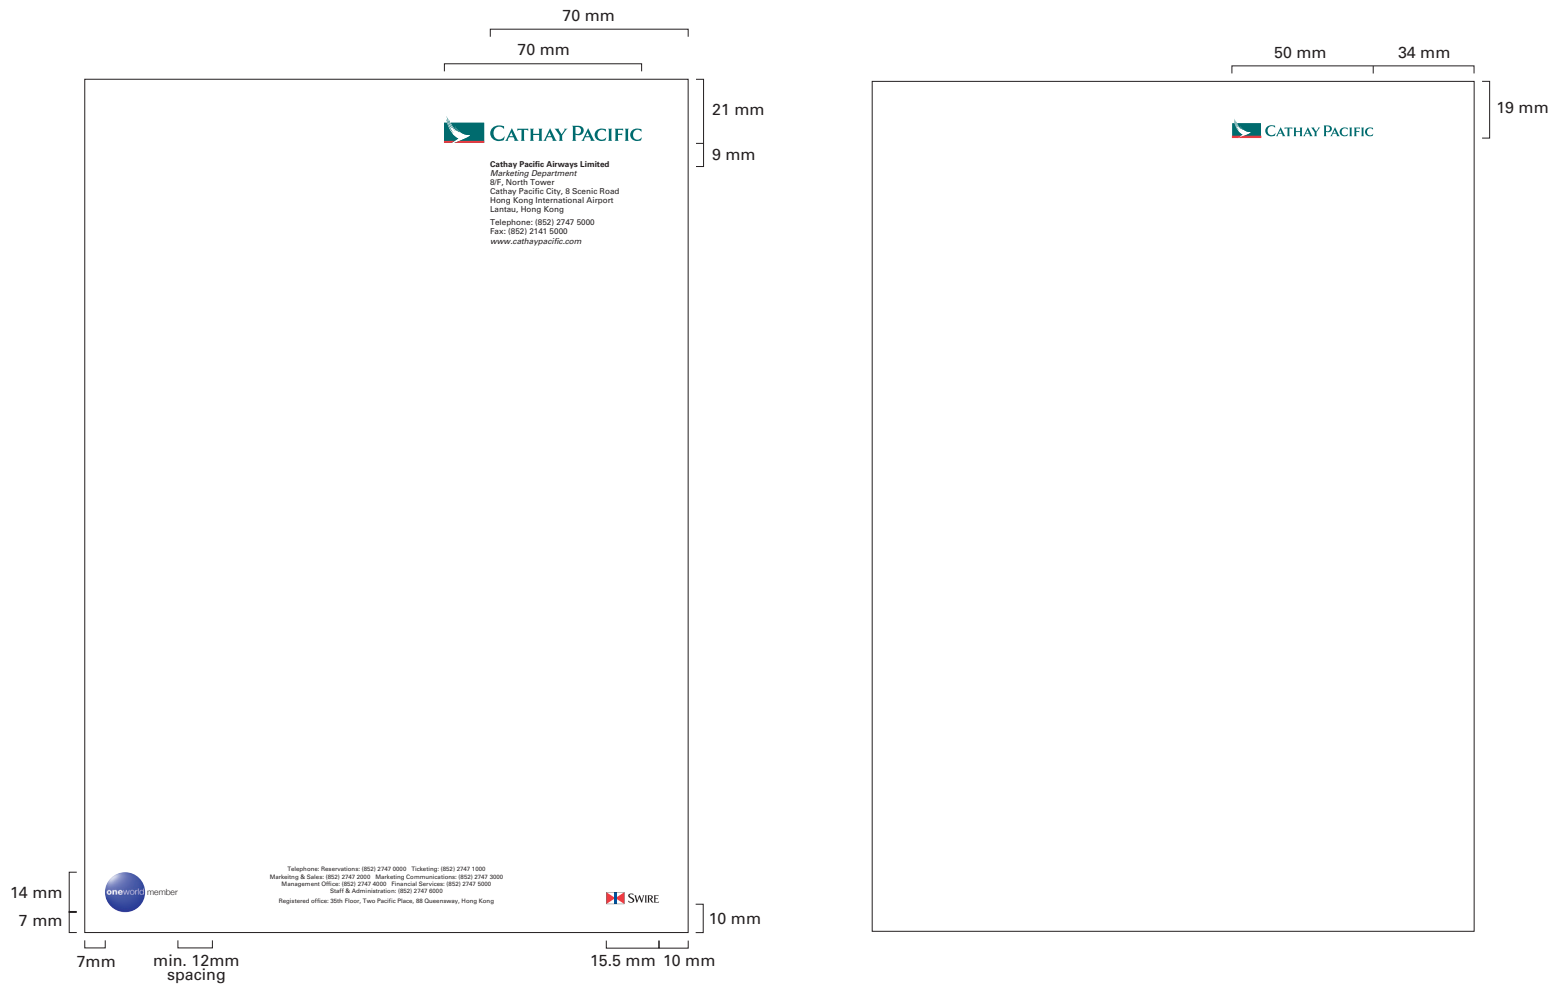 70 mm
70 mm
21 mm
9 mm
CATHAY PACIFIC
Cathay Pacific Airways Limited
Marketing Department
8/F, North Tower
Cathay Pacific City, 8 Scenic Road
Hong Kong International Airport
Lantau, Hong Kong
Telephone: (852) 2747 5000
Fax: (852) 2141 5000
www.cathaypacific.com
14 mm
7 mm
oneworld member
Telephone: Reservations: (852) 2747 0000 Ticketing: (852) 2747 1000
Markeitng & Sales: (852) 2747 2000 Marketing Communications: (852) 2747 3000
Management Office: (852) 2747 4000 Financial Services: (852) 2747 5000
Staff & Administration: (852) 2747 6000
Registered office: 35th Floor, Two Pacific Place, 88 Queensway, Hong Kong
SWIRE
10 mm
7mm
min. 12mm
spacing
15.5 mm 10 mm
50 mm 34 mm
19 mm
CATHAY PACIFIC